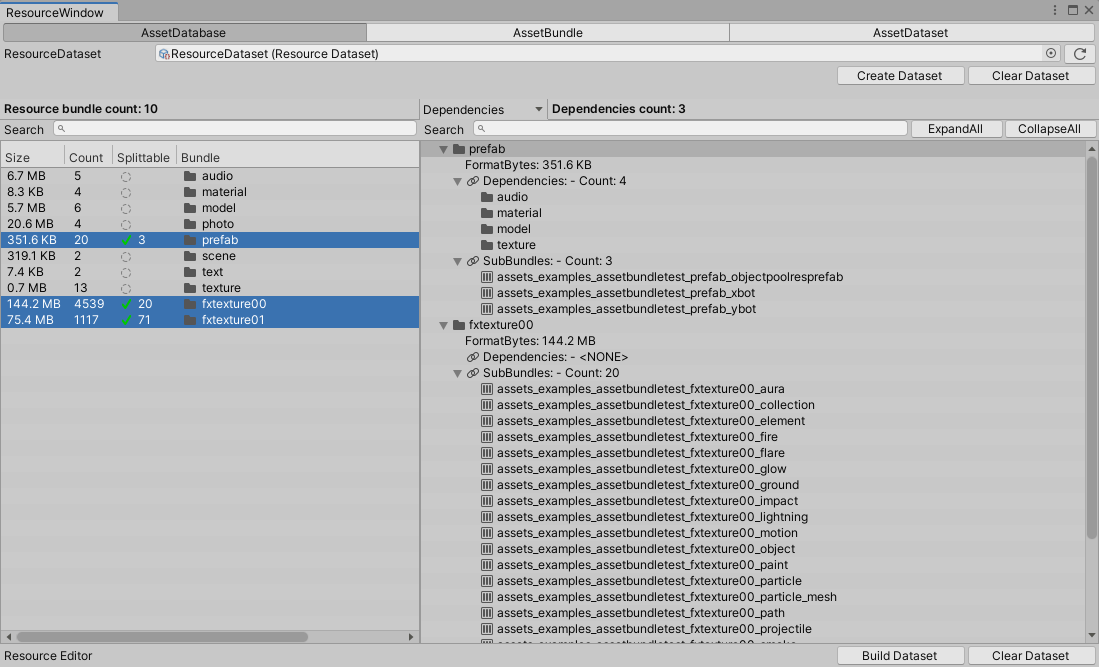 ResourceWindow
AssetDatabase AssetBundle AssetDataset
ResourceDataset ResourceDataset (Resource Dataset)
Create Dataset Clear Dataset
Resource bundle count: 10
Search
Size Count Splittable Bundle
6.7 MB 5 audio
8.3 KB 4 material
5.7 MB 6 model
20.6 MB 4 photo
351.6 KB 20 3 prefab
319.1 KB 2 scene
7.4 KB 2 text
0.7 MB 13 texture
144.2 MB 4539 20 fxtexture00
75.4 MB 1117 71 fxtexture01
Dependencies Dependencies count: 3
Search ExpandAll CollapseAll
prefab
FormatBytes: 351.6 KB
Dependencies: - Count: 4
audio
material
model
texture
SubBundles: - Count: 3
assets_examples_assetbundletest_prefab_objectpoolresprefab
assets_examples_assetbundletest_prefab_xbot
assets_examples_assetbundletest_prefab_ybot
fxtexture00
FormatBytes: 144.2 MB
Dependencies: - <NONE>
SubBundles: - Count: 20
assets_examples_assetbundletest_fxtexture00_aura
assets_examples_assetbundletest_fxtexture00_collection
assets_examples_assetbundletest_fxtexture00_element
assets_examples_assetbundletest_fxtexture00_fire
assets_examples_assetbundletest_fxtexture00_flare
assets_examples_assetbundletest_fxtexture00_glow
assets_examples_assetbundletest_fxtexture00_ground
assets_examples_assetbundletest_fxtexture00_impact
assets_examples_assetbundletest_fxtexture00_lightning
assets_examples_assetbundletest_fxtexture00_motion
assets_examples_assetbundletest_fxtexture00_object
assets_examples_assetbundletest_fxtexture00_paint
assets_examples_assetbundletest_fxtexture00_particle
assets_examples_assetbundletest_fxtexture00_particle_mesh
assets_examples_assetbundletest_fxtexture00_path
assets_examples_assetbundletest_fxtexture00_projectile
Resource Editor Build Dataset Clear Dataset